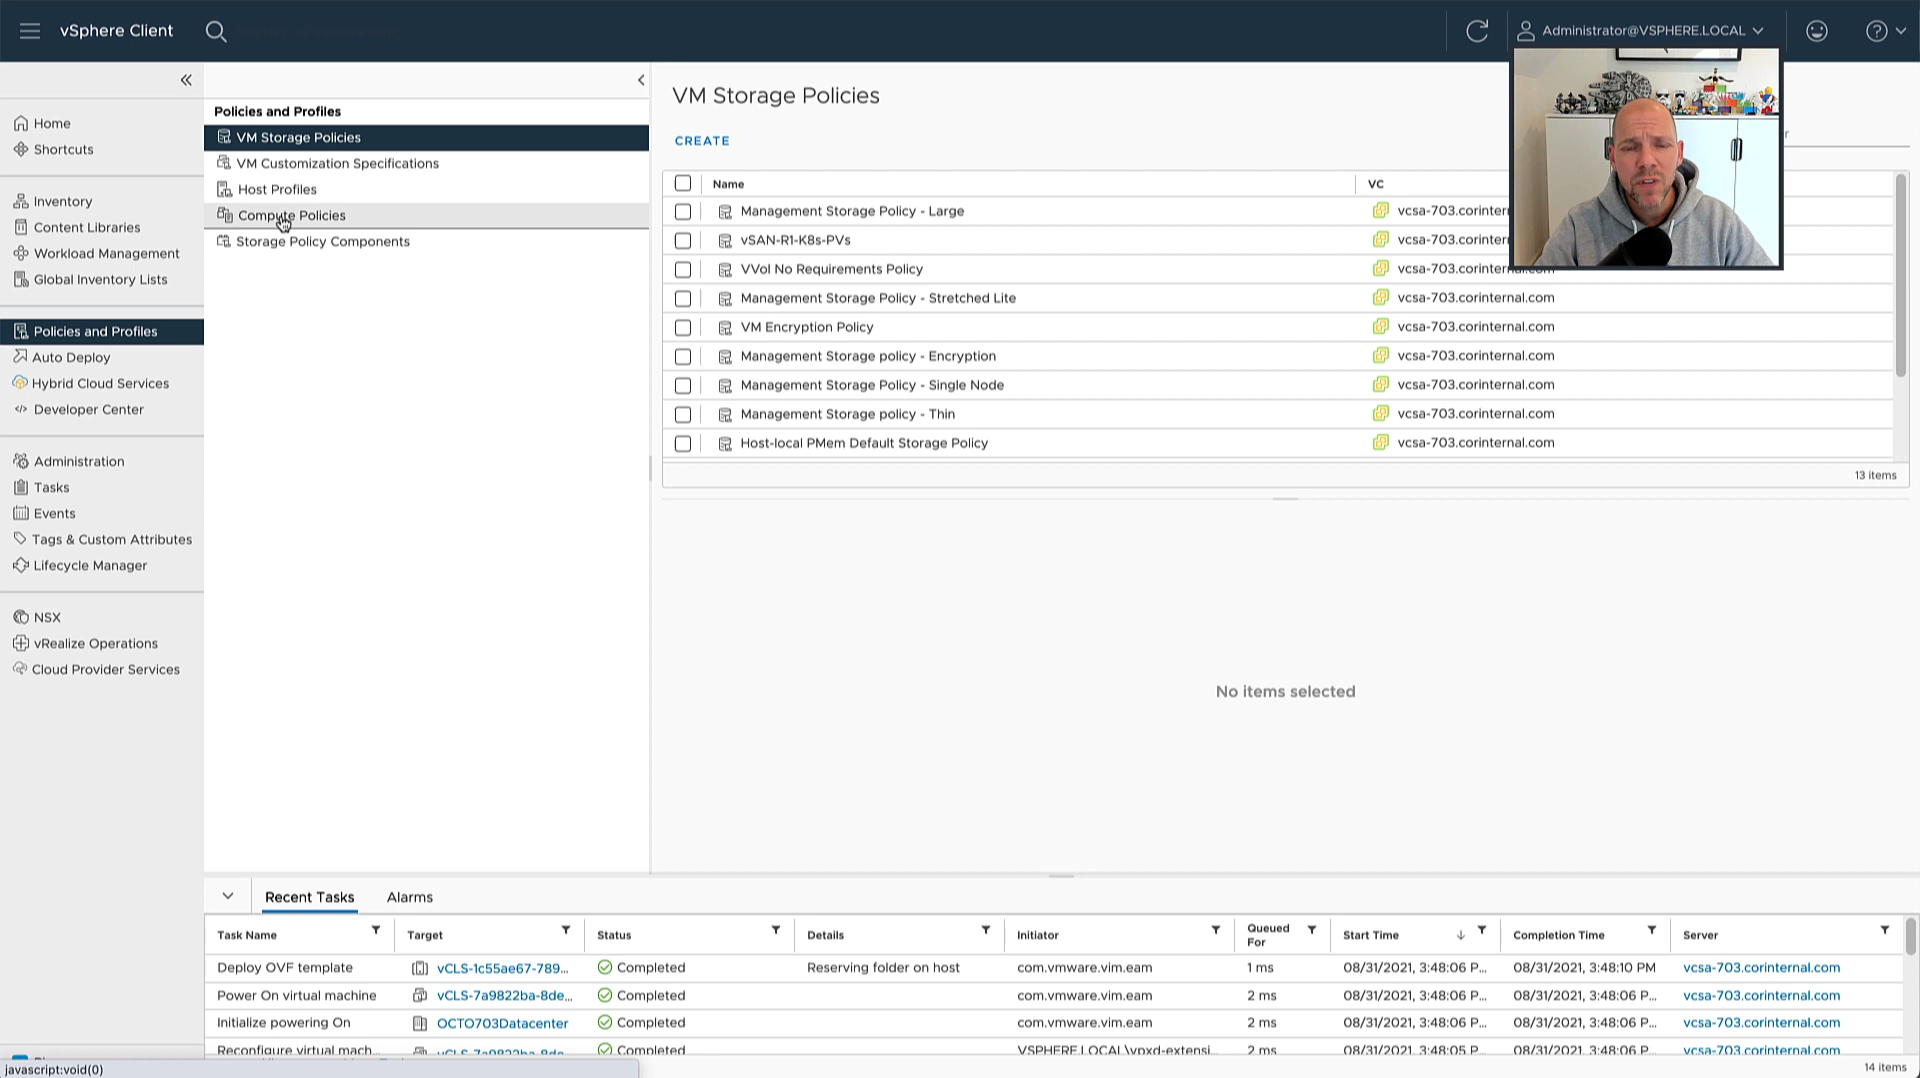 vSphere Client
Administrator@VSPHERE.LOCAL
Home
Shortcuts
Inventory
Content Libraries
Workload Management
Global Inventory Lists
Policies and Profiles
Auto Deploy
Hybrid Cloud Services
Developer Center
Administration
Tasks
Events
Tags & Custom Attributes
Lifecycle Manager
NSX
vRealize Operations
Cloud Provider Services
Policies and Profiles
VM Storage Policies
VM Customization Specifications
Host Profiles
Compute Policies
Storage Policy Components
VM Storage Policies
CREATE
Name VC
Management Storage Policy - Large
vSAN-R1-K8s-PVs
VVol No Requirements Policy
Management Storage Policy - Stretched Lite vcsa-703.corinternal.com
VM Encryption Policy vcsa-703.corinternal.com
Management Storage policy - Encryption vcsa-703.corinternal.com
Management Storage Policy - Single Node vcsa-703.corinternal.com
Management Storage policy - Thin vcsa-703.corinternal.com
Host-local PMem Default Storage Policy vcsa-703.corinternal.com
13 items
No items selected
Recent Tasks Alarms
Task Name Target Status Details Initiator Queued For Start Time Completion Time Server
Deploy OVF template vCLS-1c55ae67-789... Completed Reserving folder on host com.vmware.vim.eam 1 ms 08/31/2021, 3:48:06 P... 08/31/2021, 3:48:10 PM vcsa-703.corinternal.com
Power On virtual machine vCLS-7a9822ba-8de... Completed com.vmware.vim.eam 2 ms 08/31/2021, 3:48:06 P... 08/31/2021, 3:48:06 P... vcsa-703.corinternal.com
Initialize powering On OCTO703Datacenter Completed com.vmware.vim.eam 2 ms 08/31/2021, 3:48:06 P... 08/31/2021, 3:48:06 P... vcsa-703.corinternal.com
Reconfigure virtual mach... vCLS-7a9822ba-8de... Completed VSPHERE.LOCAL\vpxd-extensi... 2 ms 08/31/2021, 3:48:05 P... 08/31/2021, 3:48:06 P... vcsa-703.corinternal.com
javascript:void(0)
14 items